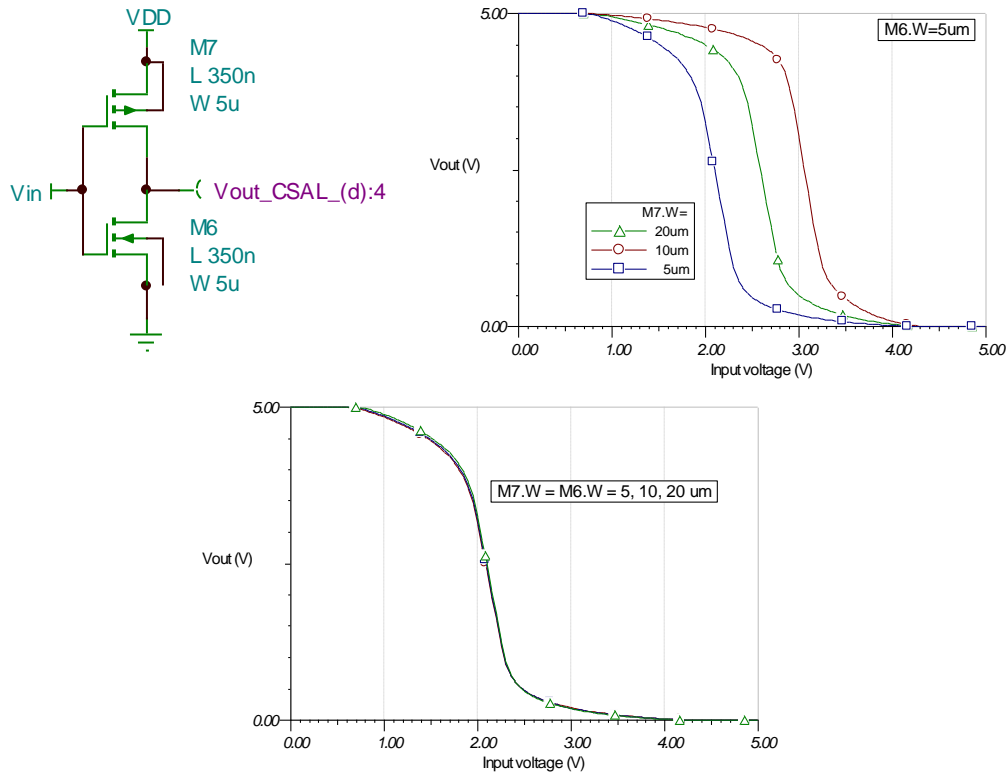 VDD
M7
L 350n
W 5u
Vin
Vout_CSAL_(d):4
M6
L 350n
W 5u
5.00
M6.W=5um
Vout (V)
M7.W=
20um
10um
5um
0.00
0.00 1.00 2.00 3.00 4.00 5.00
Input voltage (V)
5.00
M7.W = M6.W = 5, 10, 20 um
Vout (V)
0.00
0.00 1.00 2.00 3.00 4.00 5.00
Input voltage (V)